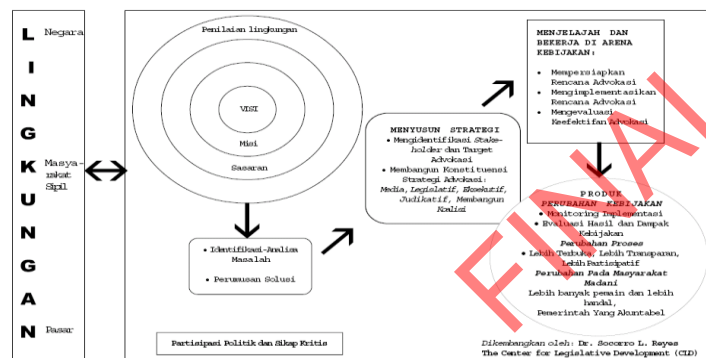 LINGKUNGAN
Negara
Masya-
rakat
Sipil
Pasar
Penilaian lingkungan
VISI
Misi
Sasaran
• Identifikasi-Analisa
Masalah
• Perumusan Solusi
MENYUSUN STRATEGI
• Mengidentifikasi Stake-
holder dan Target
Advokasi
• Membangun Konstituensi
Strategi Advokasi:
Media, Legislatif, Eksekutif,
Judikatif, Membangun
Koalisi
MENJELAJAH DAN
BEKERJA DI ARENA
KEBIJAKAN:
• Mempersiapkan
Rencana Advokasi
• Mengimplementasikan
Rencana Advokasi
• Mengevaluasi
Keefektifan Advokasi
PRODUK
PERUBAHAN KEBIJAKAN
• Monitoring Implementasi
• Evaluasi Hasil dan Dampak
Kebijakan
Perubahan Proses
• Lebih Terbuka, Lebih Transparan,
Lebih Partisipatif
Perubahan Pada Masyarakat
Madani
Lebih banyak pemain dan lebih
handal,
Pemerintah Yang Akuntabel
Partisipasi Politik dan Sikap Kritis
Dikembangkan oleh: Dr. Socorro L. Reyes
The Center for Legislative Development (CLD)